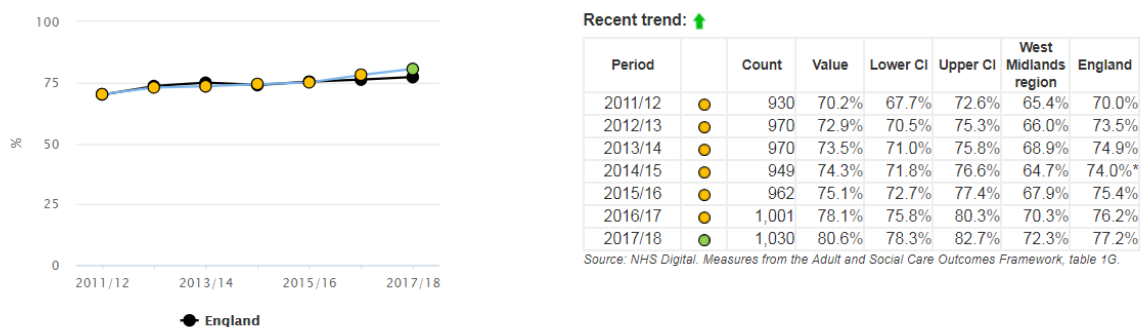 100
75
50
25
0
%
2011/12 2013/14 2015/16 2017/18
England
Recent trend:
Period Count Value Lower CI Upper CI West Midlands region England
2011/12 930 70.2% 67.7% 72.6% 65.4% 70.0%
2012/13 970 72.9% 70.5% 75.3% 66.0% 73.5%
2013/14 970 73.5% 71.0% 75.8% 68.9% 74.9%
2014/15 949 74.3% 71.8% 76.6% 64.7% 74.0%*
2015/16 962 75.1% 72.7% 77.4% 67.9% 75.4%
2016/17 1,001 78.1% 75.8% 80.3% 70.3% 76.2%
2017/18 1,030 80.6% 78.3% 82.7% 72.3% 77.2%
Source: NHS Digital. Measures from the Adult and Social Care Outcomes Framework, table 1G.